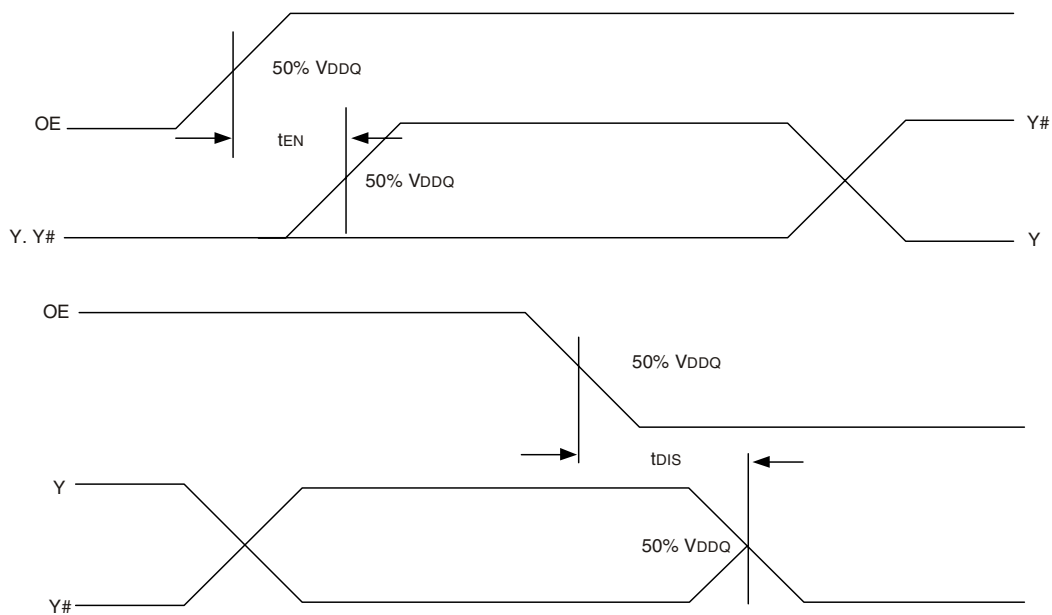 50% VDDQ
OE
tEN
Y#
50% VDDQ
Y. Y#
Y
OE
50% VDDQ
tDIS
Y
50% VDDQ
Y#